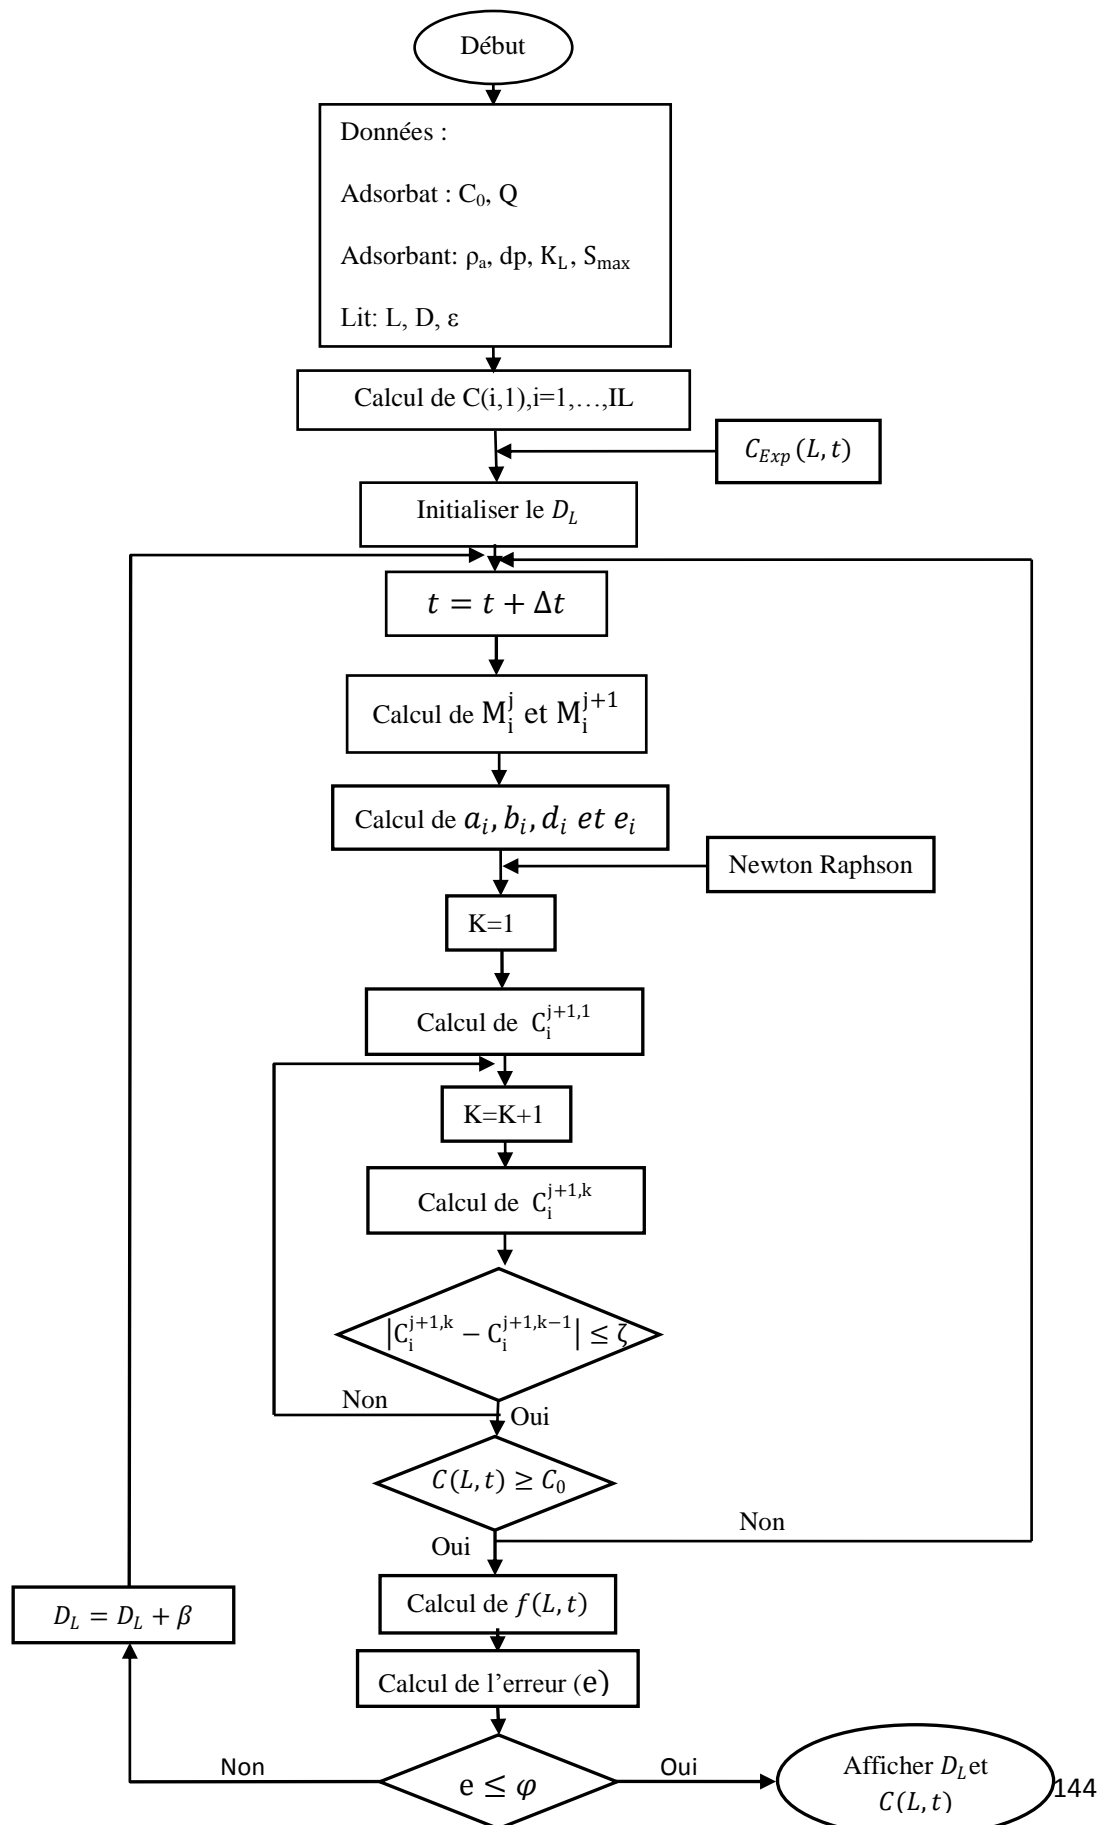 Début
Données :
Adsorbat : C₀, Q
Adsorbant: ρₐ, dp, K_L, S_max
Lit: L, D, ε
Calcul de C(i,1),i=1,…,IL
C_Exp (L, t)
Initialiser le D_L
t = t + Δt
Calcul de M_i^j et M_i^{j+1}
Calcul de a_i, b_i, d_i et e_i
Newton Raphson
K=1
Calcul de C_i^{j+1,1}
K=K+1
Calcul de C_i^{j+1,k}
|C_i^{j+1,k} − C_i^{j+1,k−1}| ≤ ζ
Non
Oui
C(L, t) ≥ C₀
Non
Oui
D_L = D_L + β
Calcul de f(L, t)
Calcul de l’erreur (e)
Non
e ≤ φ
Oui
Afficher D_L et
C(L, t)
144